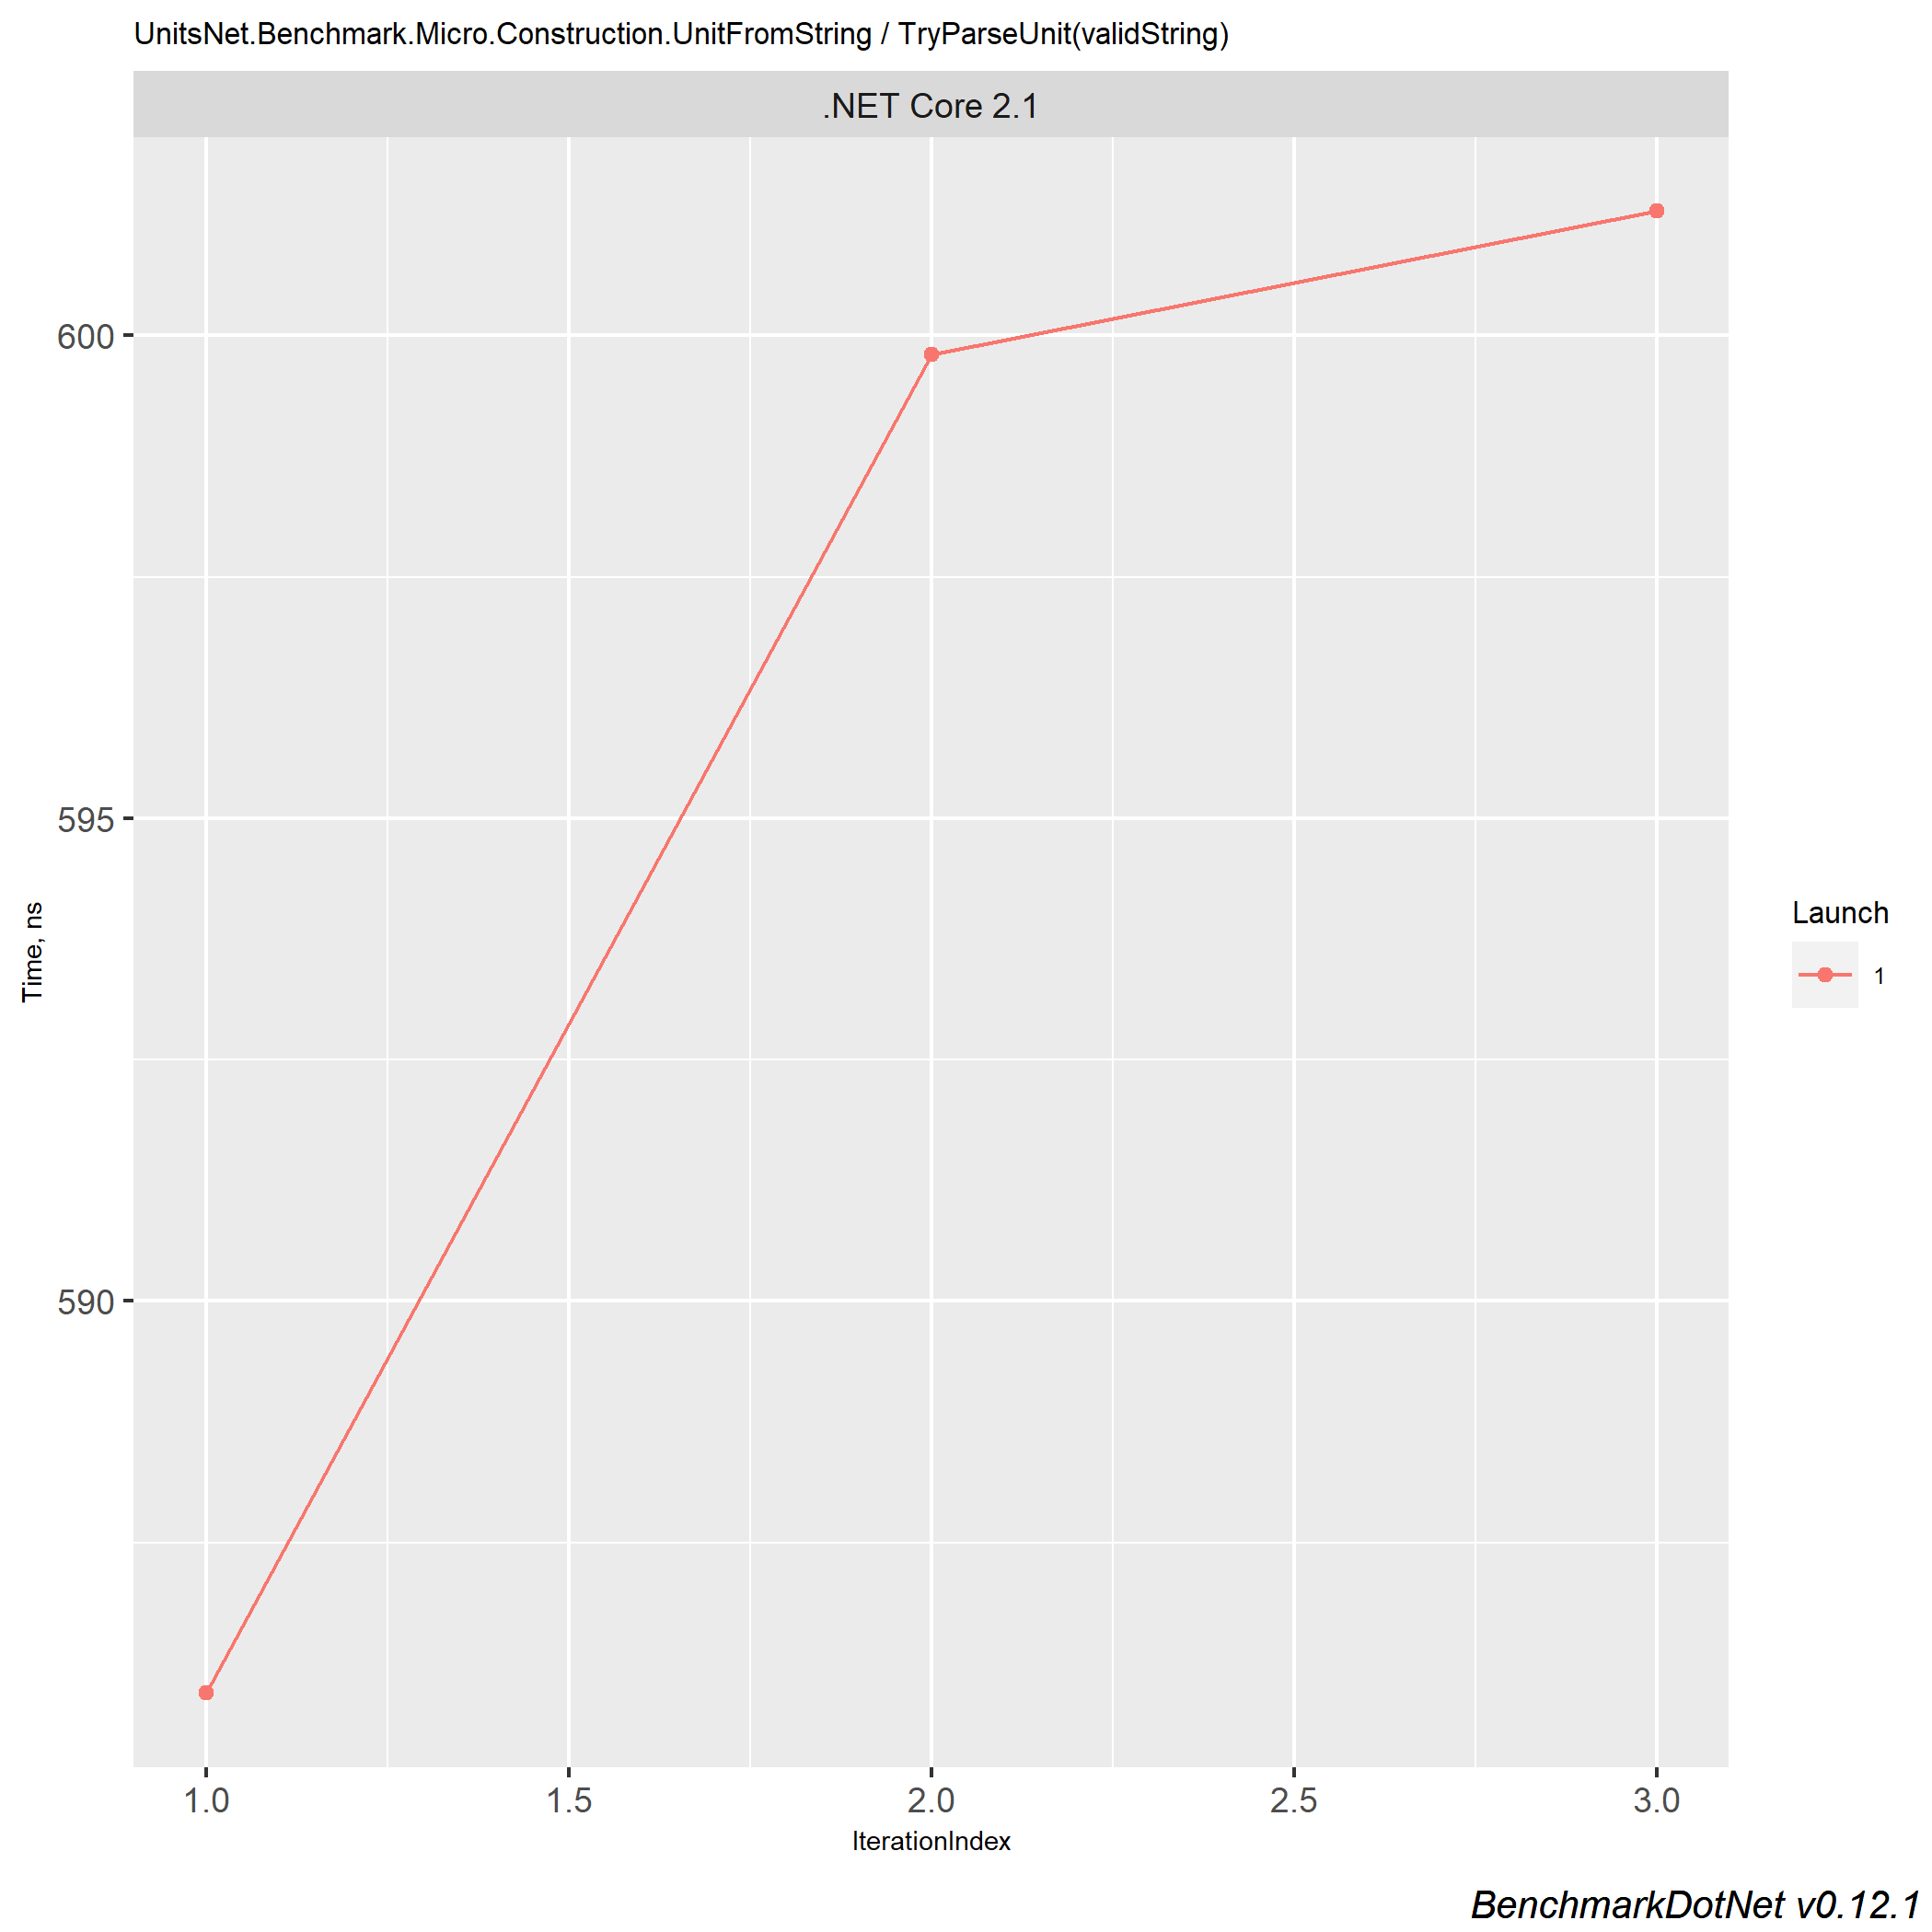 UnitsNet.Benchmark.Micro.Construction.UnitFromString / TryParseUnit(validString)
.NET Core 2.1
600
595
590
Time, ns
1.0 1.5 2.0 2.5 3.0
IterationIndex
Launch
1
BenchmarkDotNet v0.12.1